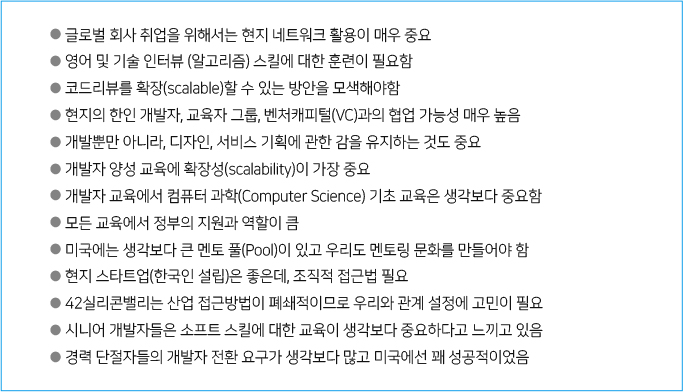 ● 글로벌 회사 취업을 위해서는 현지 네트워크 활용이 매우 중요
● 영어 및 기술 인터뷰 (알고리즘) 스킬에 대한 훈련이 필요함
● 코드리뷰를 확장(scalable)할 수 있는 방안을 모색해야함
● 현지의 한인 개발자, 교육자 그룹, 벤처캐피털(VC)과의 협업 가능성 매우 높음
● 개발뿐만 아니라, 디자인, 서비스 기획에 관한 감을 유지하는 것도 중요
● 개발자 양성 교육에 확장성(scalability)이 가장 중요
● 개발자 교육에서 컴퓨터 과학(Computer Science) 기초 교육은 생각보다 중요함
● 모든 교육에서 정부의 지원과 역할이 큼
● 미국에는 생각보다 큰 멘토 풀(Pool)이 있고 우리도 멘토링 문화를 만들어야 함
● 현지 스타트업(한국인 설립)은 좋은데, 조직적 접근법 필요
● 42실리콘밸리는 산업 접근방법이 폐쇄적이므로 우리와 관계 설정에 고민이 필요
● 시니어 개발자들은 소프트 스킬에 대한 교육이 생각보다 중요하다고 느끼고 있음
● 경력 단절자들의 개발자 전환 요구가 생각보다 많고 미국에선 꽤 성공적이었음